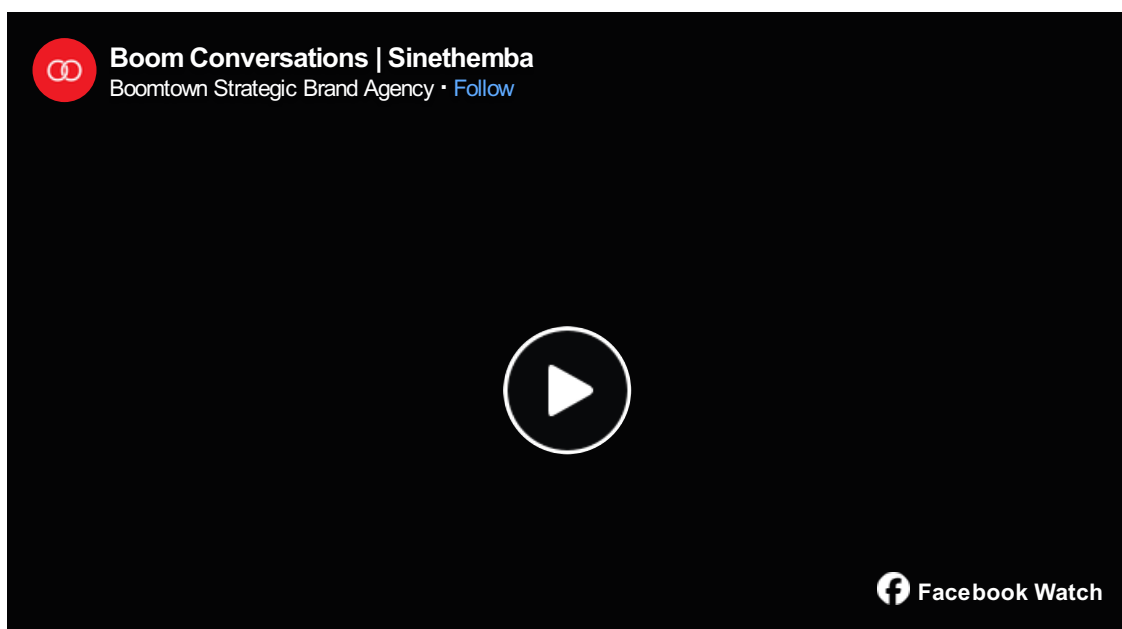 Boom Conversations | Sinethemba
Boomtown Strategic Brand Agency · Follow
Facebook Watch